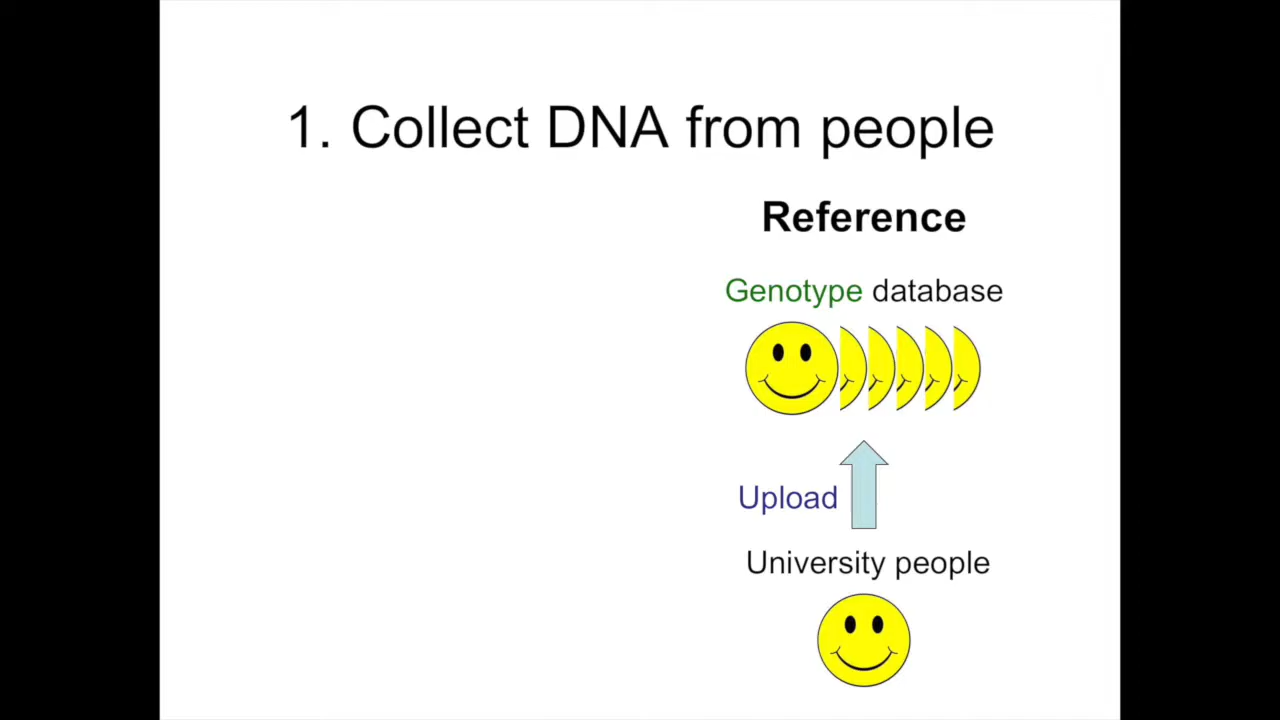 1. Collect DNA from people
Reference
Genotype database
Upload
University people